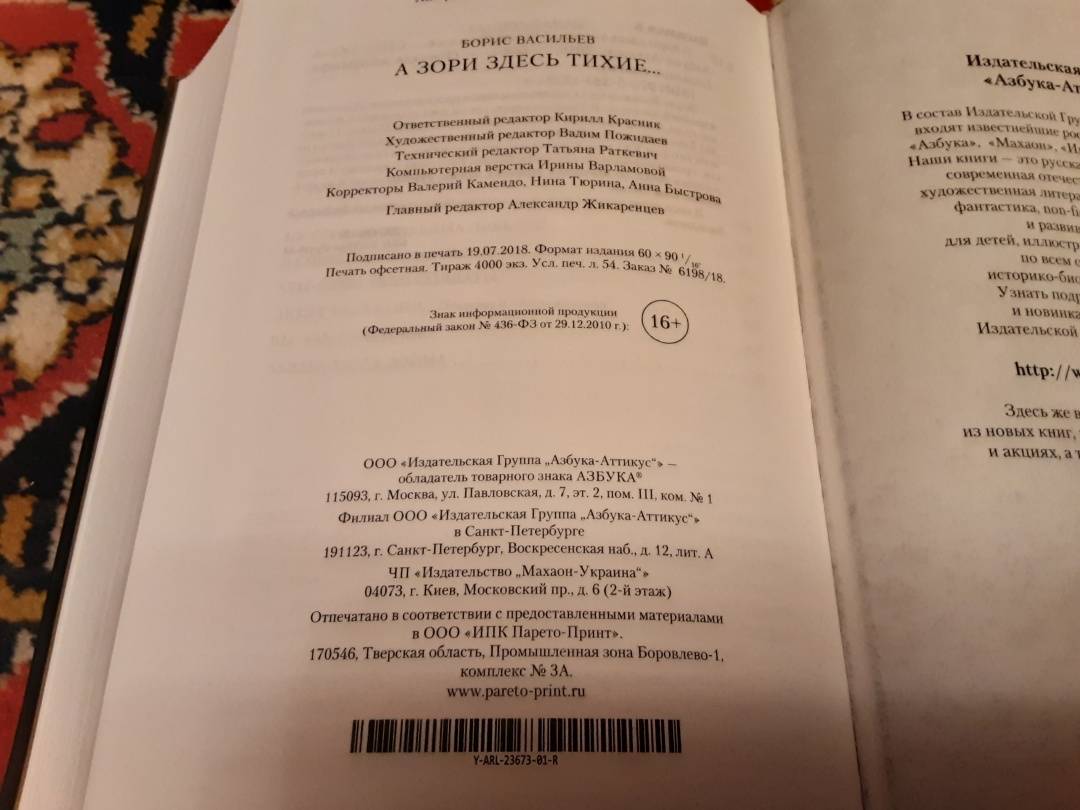 БОРИС ВАСИЛЬЕВ
А ЗОРИ ЗДЕСЬ ТИХИЕ...
Ответственный редактор Кирилл Красник
Художественный редактор Вадим Пожидаев
Технический редактор Татьяна Раткевич
Компьютерная верстка Ирины Варламовой
Корректоры Валерий Камендо, Нина Тюрина, Анна Быстрова
Главный редактор Александр Жикаренцев
Подписано в печать 19.07.2018. Формат издания 60 × 90 1/16.
Печать офсетная. Тираж 4000 экз. Усл. печ. л. 54. Заказ № 6198/18.
Знак информационной продукции
(Федеральный закон № 436-ФЗ от 29.12.2010 г.):
16+
ООО «Издательская Группа „Азбука-Аттикус“» –
обладатель товарного знака АЗБУКА®
115093, г. Москва, ул. Павловская, д. 7, эт. 2, пом. III, ком. № 1
Филиал ООО «Издательская Группа „Азбука-Аттикус“»
в Санкт-Петербурге
191123, г. Санкт-Петербург, Воскресенская наб., д. 12, лит. А
ЧП «Издательство „Махаон-Украина“»
04073, г. Киев, Московский пр., д. 6 (2-й этаж)
Отпечатано в соответствии с предоставленными материалами
в ООО «ИПК Парето-Принт».
170546, Тверская область, Промышленная зона Боровлево-1,
комплекс № 3А.
www.pareto-print.ru
Y-ARL-23673-01-R
Издательская
«Азбука-Ат
В состав Издательской Гру
входят известнейшие рос
«Азбука», «Махаон», «Ин
Наши книги — это русска
современная отечест
художественная литера
фантастика, non-fi
и развив
для детей, иллюстр
по всем о
историко-био
Узнать подр
и новинка
Издательской
http://w
Здесь же в
из новых книг,
и акциях, а т